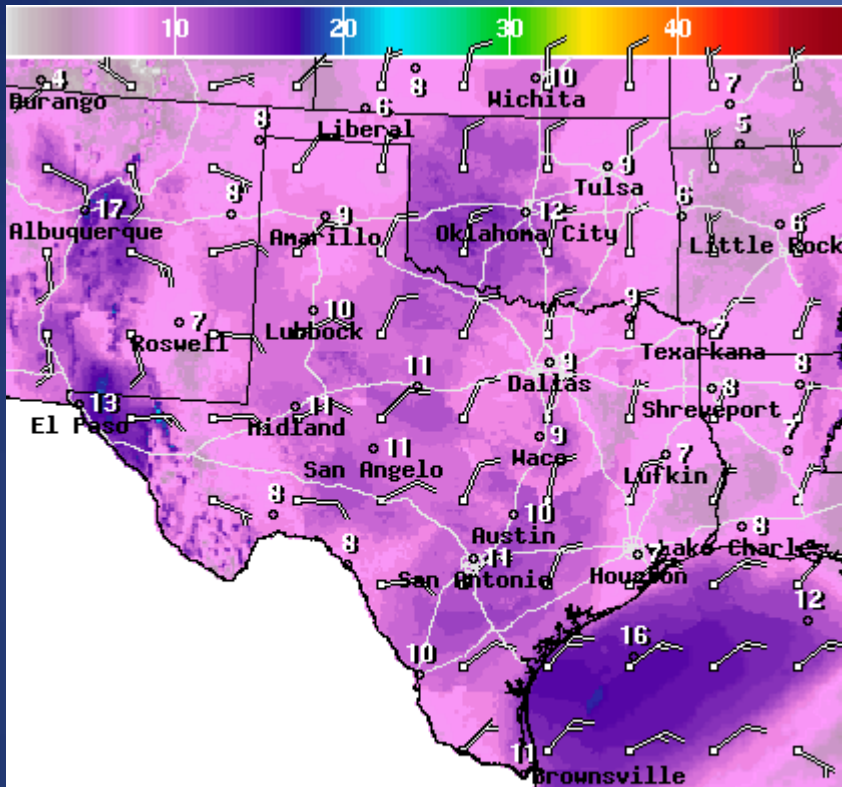 10 20 30 40
4 8 10 7
Durango Wichita
6
Liberal
8 5
9
Tulsa
17 8 9 12 6 6
Albuquerque Amarillo Oklahoma City Little Rock
10 9
7 Lubbock 7
Roswell Texarkana
11 9 8
Dallas
13 11 8
El Paso Midland Shreveport
11 9 7 7
San Angelo Waco Lufkin
8 10 8
Austin
8 11 7 Lake Charles
San Antonio Houston
12
16
10
11
Brownsville